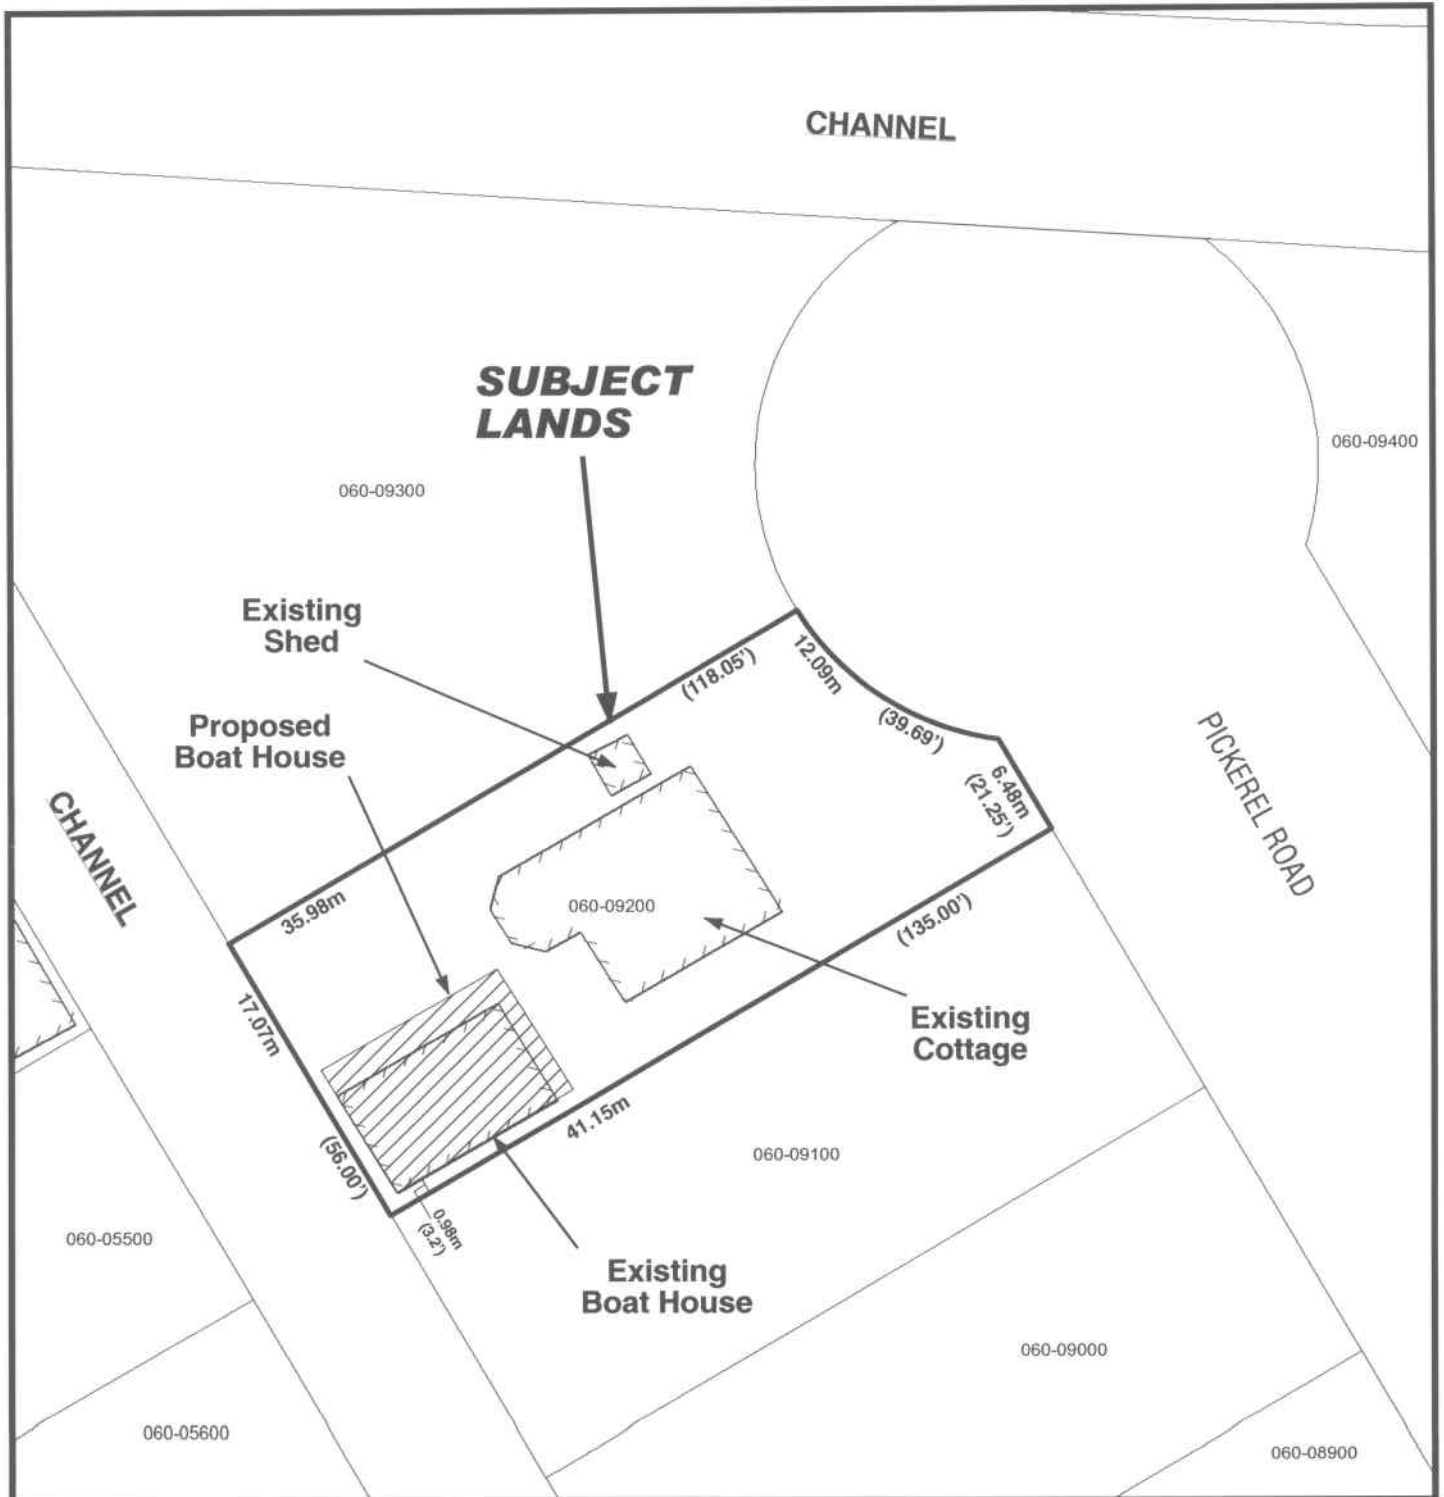 CHANNEL
SUBJECT
LANDS
060-09400
060-09300
Existing
Shed
(118.05')
12.09m
(39.69')
Proposed
Boat House
PICKEREL ROAD
6.48m
(21.25')
CHANNEL
35.98m
060-09200
(135.00')
17.07m
Existing
Cottage
41.15m
(56.00')
060-09100
0.98m
(3.2')
060-05500
Existing
Boat House
060-09000
060-05600
060-08900